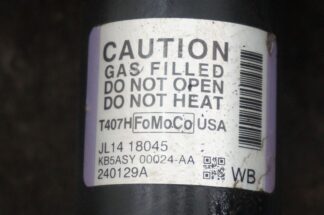 CAUTION
GAS FILLED
DO NOT OPEN
DO NOT HEAT
T407H FoMoCo USA
JL14 18045
KB5ASY 00024-AA
240129A WB